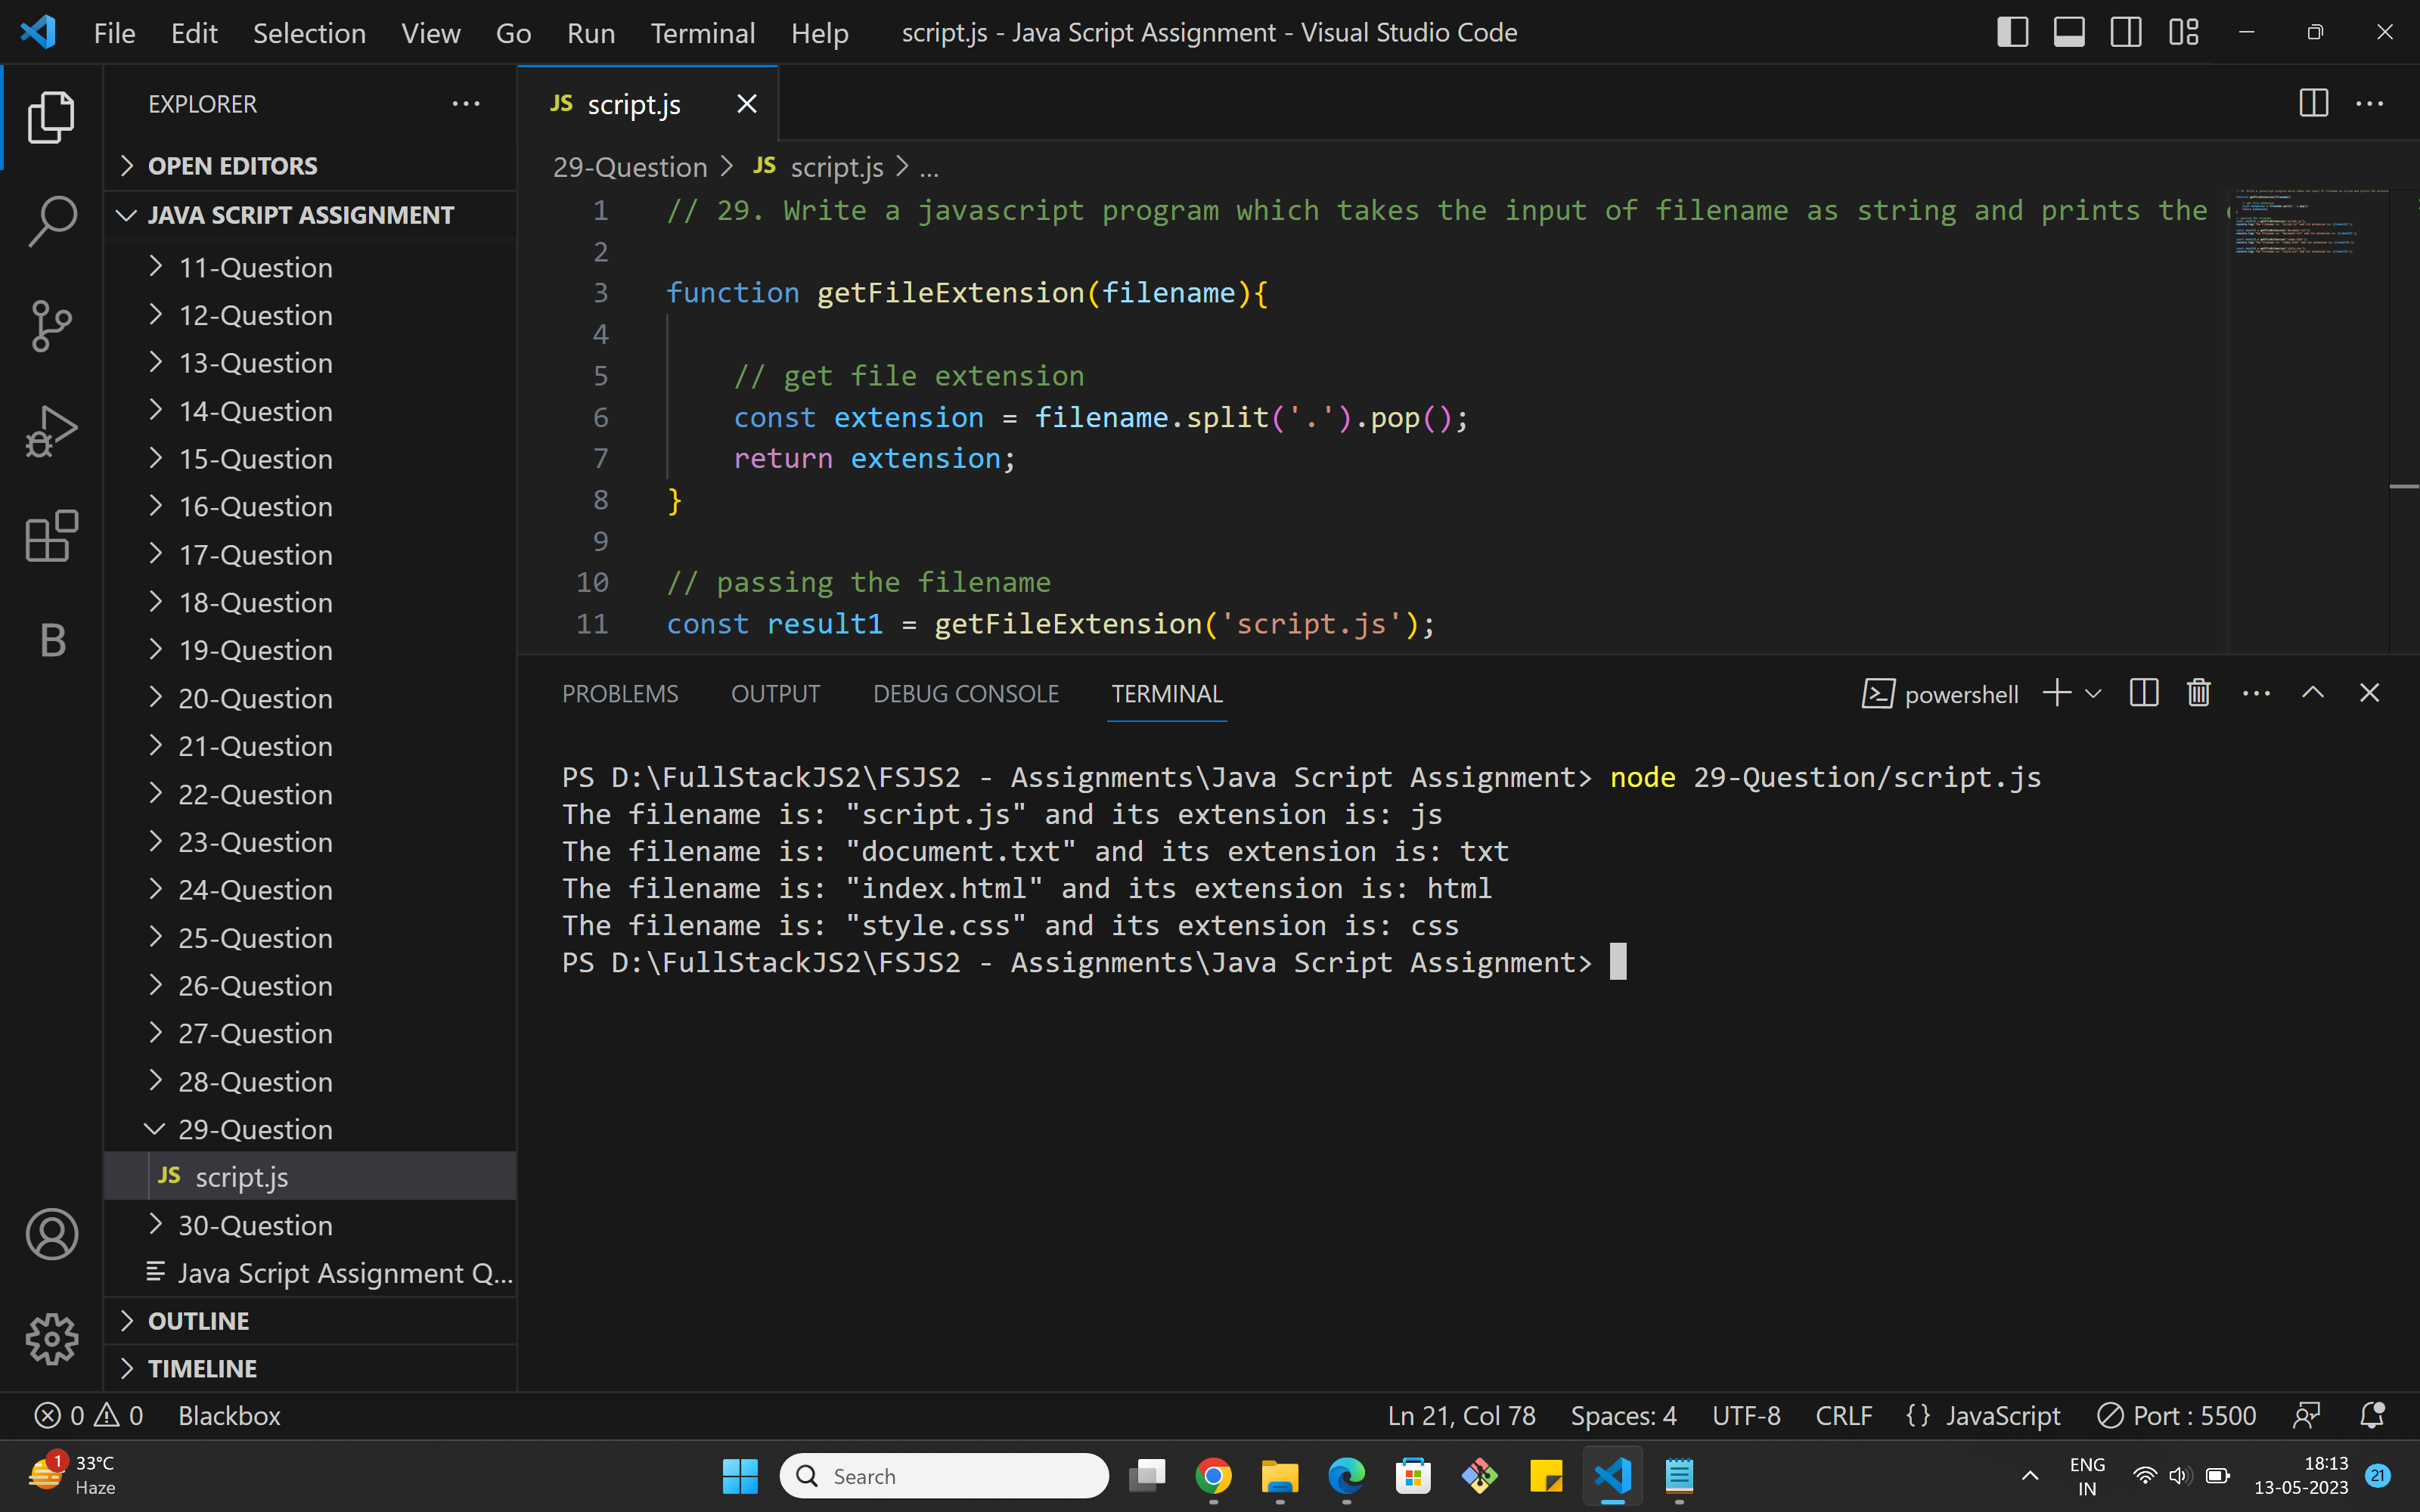 File Edit Selection View Go Run Terminal Help script.js - Java Script Assignment - Visual Studio Code
EXPLORER
OPEN EDITORS
JAVA SCRIPT ASSIGNMENT
11-Question
12-Question
13-Question
14-Question
15-Question
16-Question
17-Question
18-Question
19-Question
20-Question
21-Question
22-Question
23-Question
24-Question
25-Question
26-Question
27-Question
28-Question
29-Question
JS script.js
30-Question
Java Script Assignment Q...
OUTLINE
TIMELINE
B
JS script.js
29-Question > JS script.js > ...
1 // 29. Write a javascript program which takes the input of filename as string and prints the
2
3 function getFileExtension(filename){
4
5 // get file extension
6 const extension = filename.split('.').pop();
7 return extension;
8 }
9
10 // passing the filename
11 const result1 = getFileExtension('script.js');
PROBLEMS OUTPUT DEBUG CONSOLE TERMINAL powershell
PS D:\FullStackJS2\FSJS2 - Assignments\Java Script Assignment> node 29-Question/script.js
The filename is: "script.js" and its extension is: js
The filename is: "document.txt" and its extension is: txt
The filename is: "index.html" and its extension is: html
The filename is: "style.css" and its extension is: css
PS D:\FullStackJS2\FSJS2 - Assignments\Java Script Assignment>
0 0 Blackbox Ln 21, Col 78 Spaces: 4 UTF-8 CRLF {} JavaScript Port : 5500
1 33°C
Haze
Search
ENG
IN
18:13
13-05-2023
21